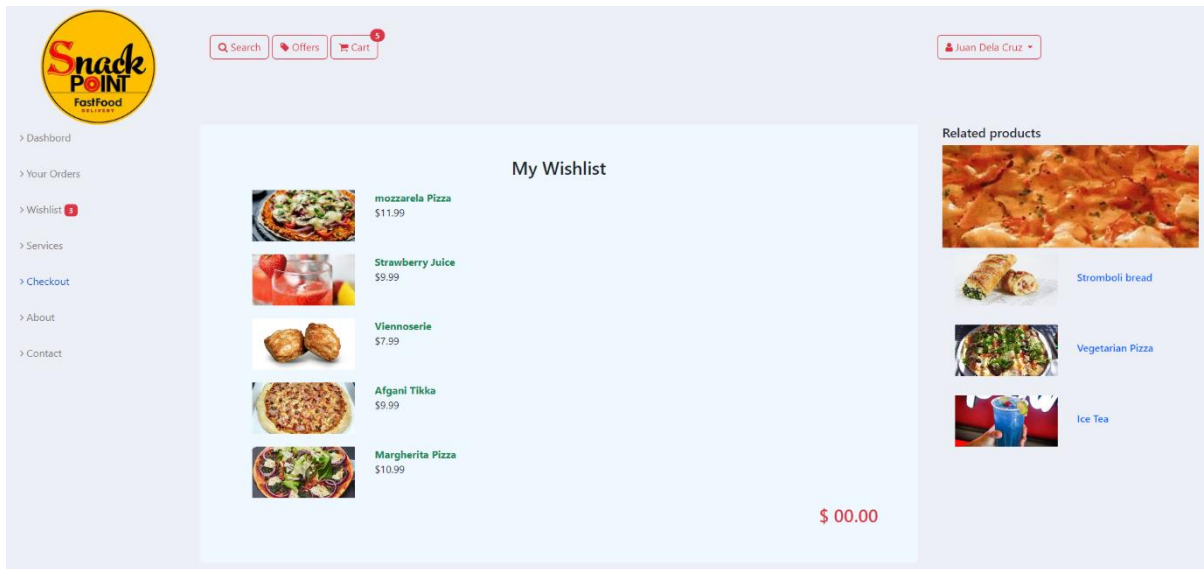 Snack
POINT
FastFood
DELIVERY
Search
Offers
Cart
5
Juan Dela Cruz
> Dashbord
> Your Orders
> Wishlist 3
> Services
> Checkout
> About
> Contact
My Wishlist
mozzarela Pizza
$11.99
Strawberry Juice
$9.99
Viennoserie
$7.99
Afgani Tikka
$9.99
Margherita Pizza
$10.99
$ 00.00
Related products
Stromboli bread
Vegetarian Pizza
Ice Tea